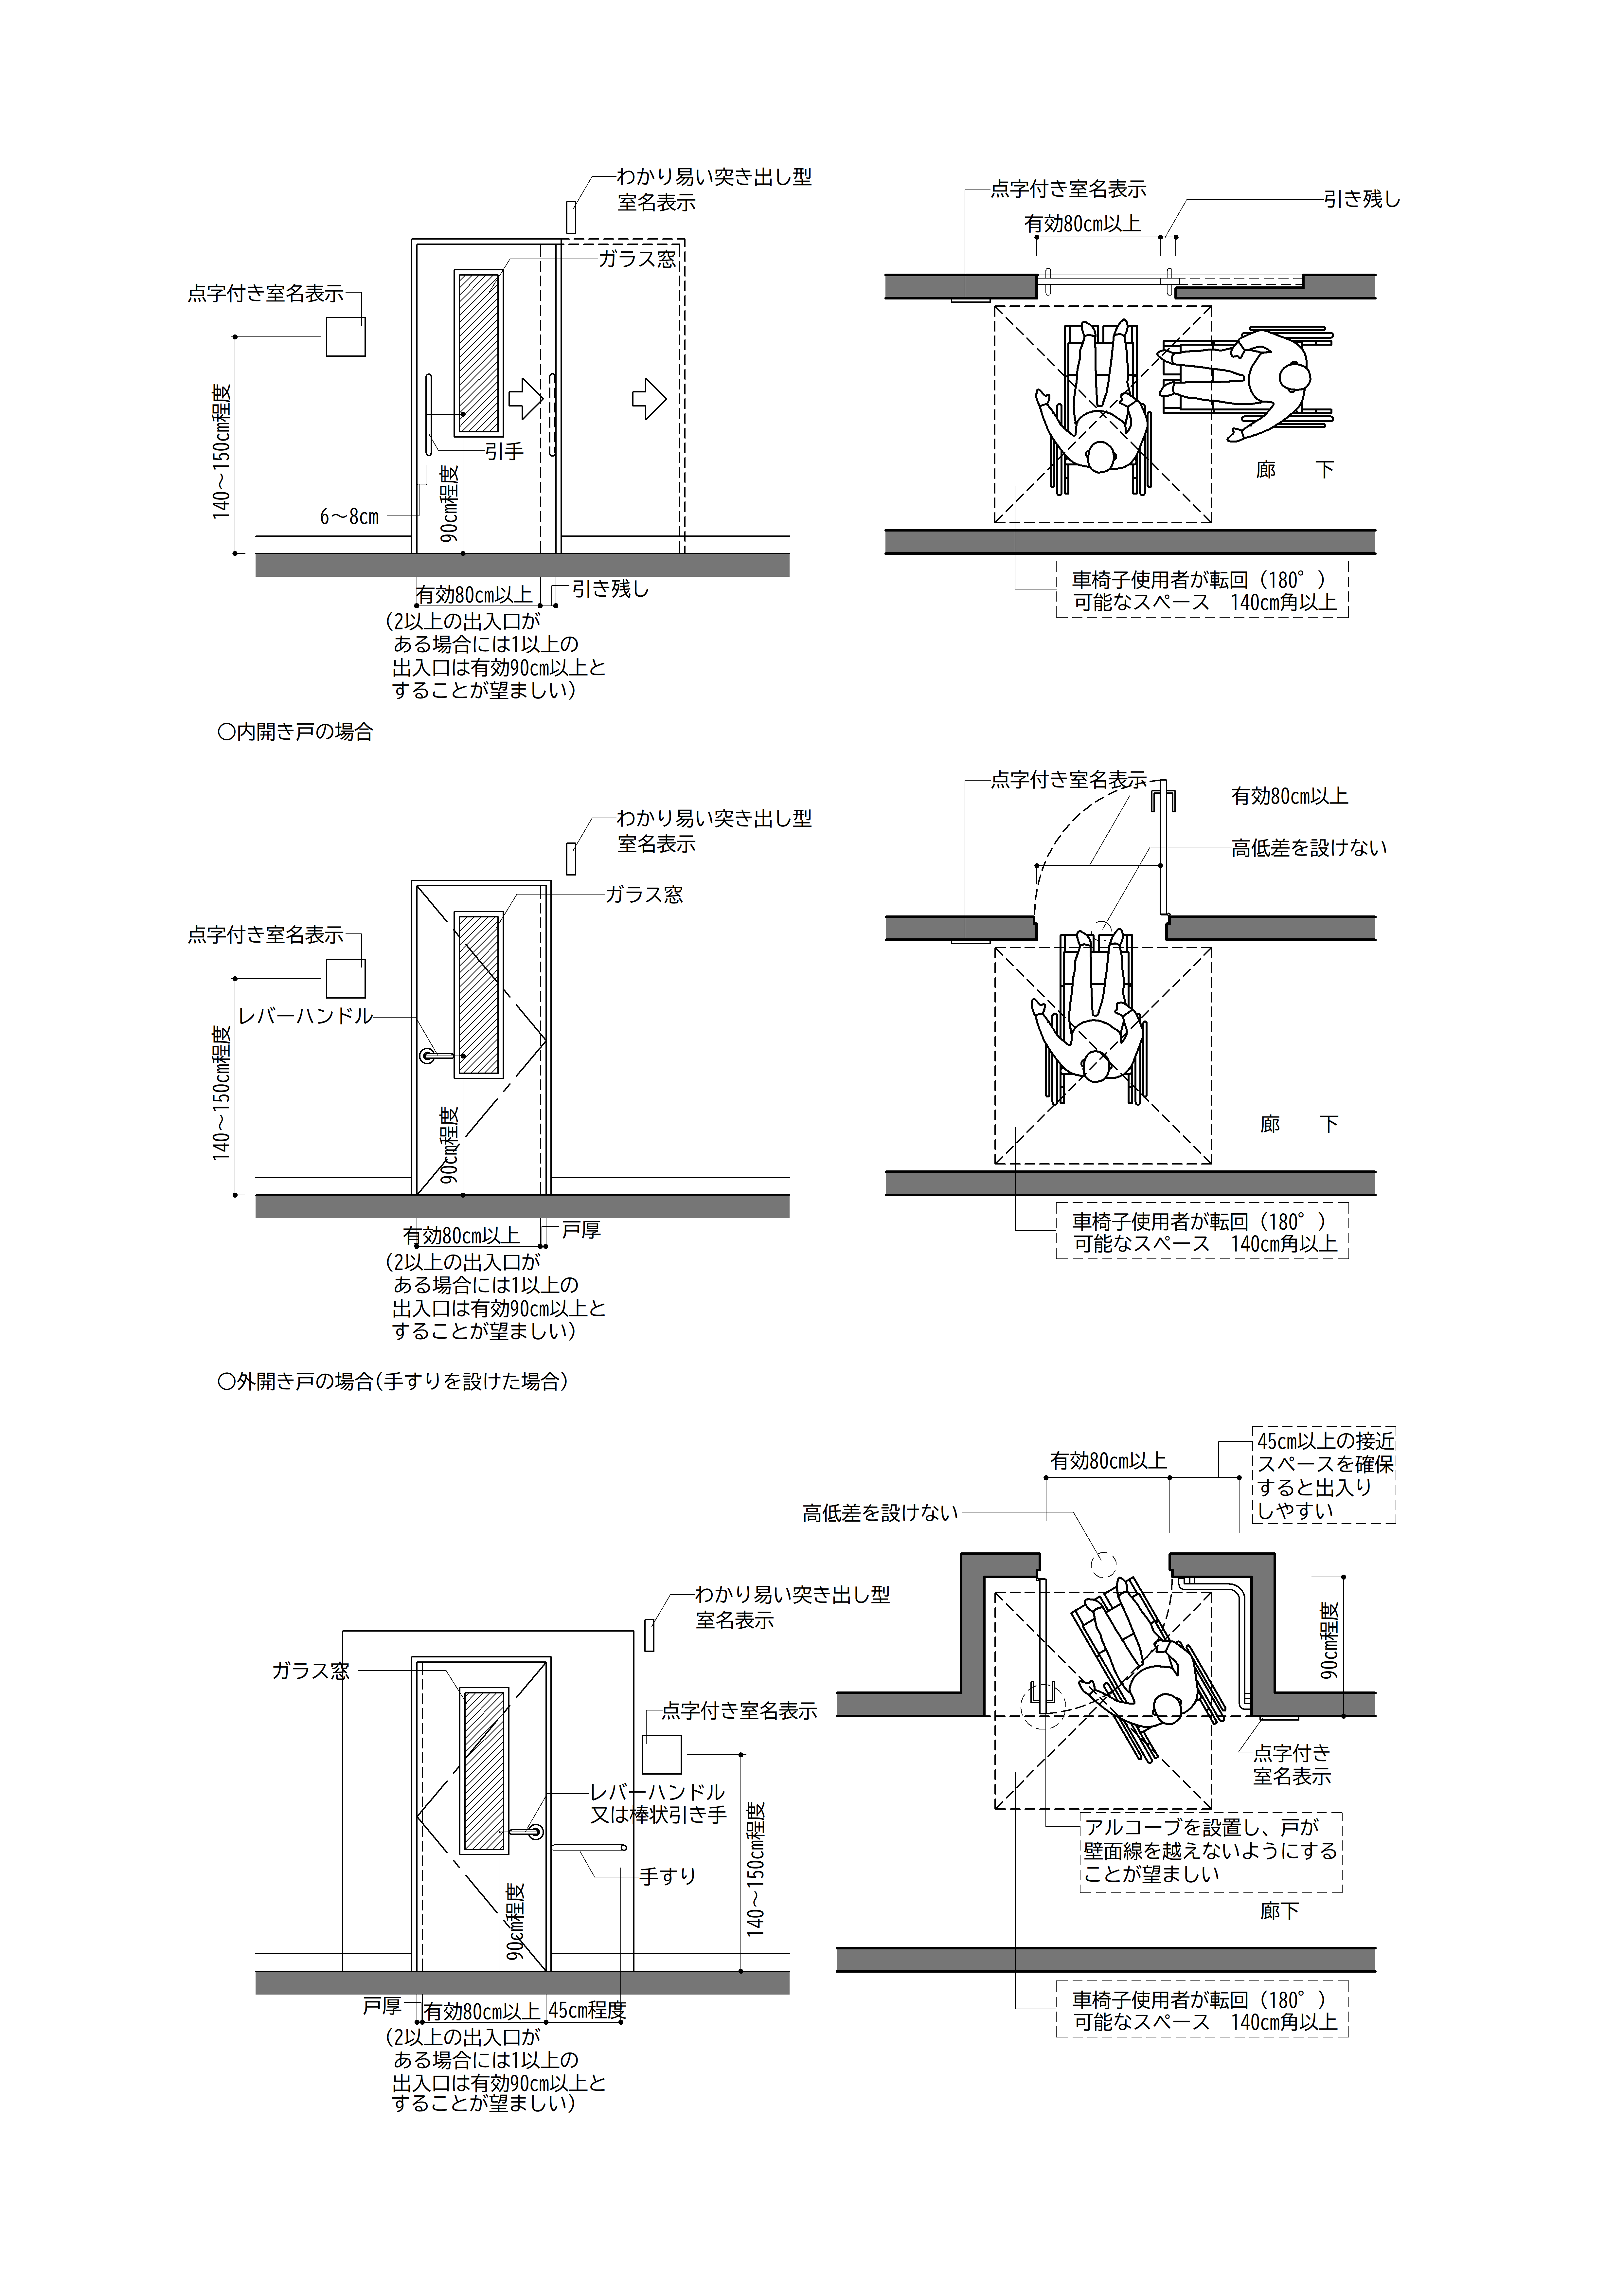 わかり易い突き出し型
室名表示
ガラス窓
点字付き室名表示
140～150cm程度
引手
90cm程度
6～8cm
有効80cm以上
引き残し
（2以上の出入口が
ある場合には1以上の
出入口は有効90cm以上と
することが望ましい）
点字付き室名表示
引き残し
有効80cm以上
廊　下
車椅子使用者が転回（180°）
可能なスペース　140cm角以上
○内開き戸の場合
わかり易い突き出し型
室名表示
ガラス窓
点字付き室名表示
レバーハンドル
140～150cm程度
90cm程度
有効80cm以上
戸厚
（2以上の出入口が
ある場合には1以上の
出入口は有効90cm以上と
することが望ましい）
点字付き室名表示
有効80cm以上
高低差を設けない
廊　下
車椅子使用者が転回（180°）
可能なスペース　140cm角以上
○外開き戸の場合(手すりを設けた場合)
わかり易い突き出し型
室名表示
ガラス窓
点字付き室名表示
レバーハンドル
又は棒状引き手
手すり
140～150cm程度
90cm程度
戸厚
有効80cm以上
45cm程度
（2以上の出入口が
ある場合には1以上の
出入口は有効90cm以上と
することが望ましい）
45cm以上の接近
スペースを確保
すると出入り
しやすい
有効80cm以上
高低差を設けない
90cm程度
点字付き
室名表示
アルコーブを設置し、戸が
壁面線を越えないようにする
ことが望ましい
廊下
車椅子使用者が転回（180°）
可能なスペース　140cm角以上